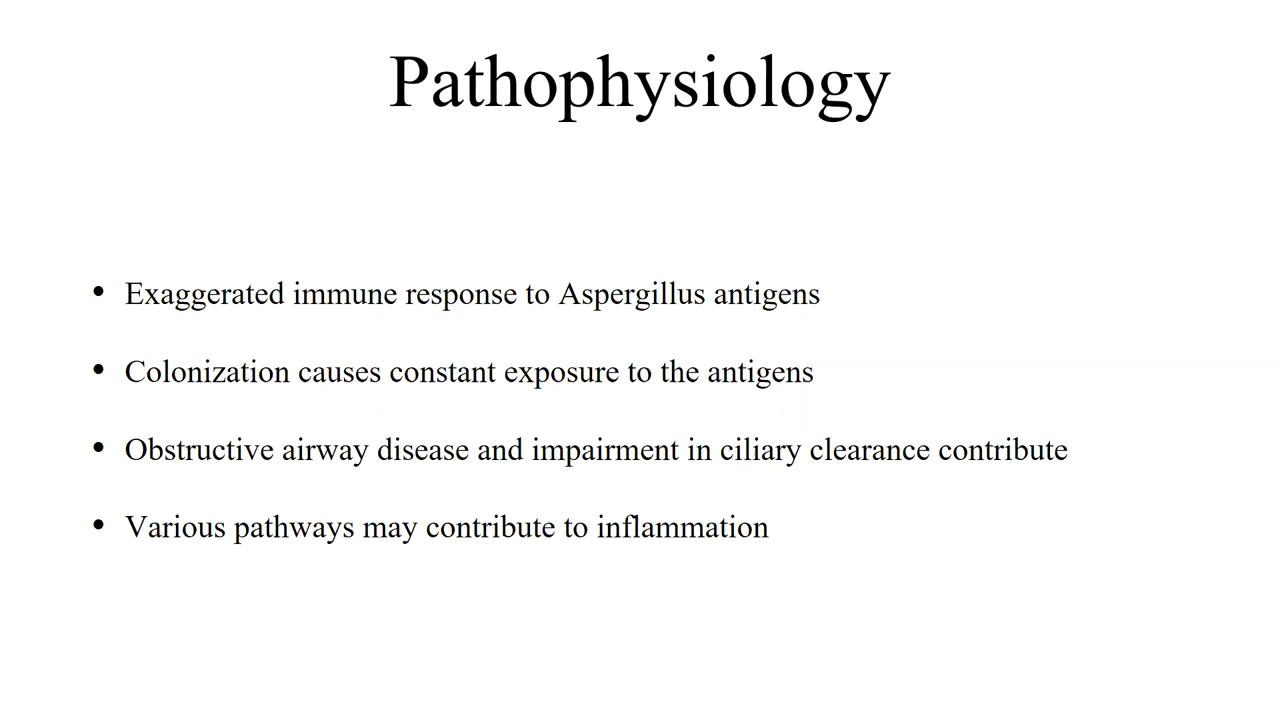 Pathophysiology
• Exaggerated immune response to Aspergillus antigens
• Colonization causes constant exposure to the antigens
• Obstructive airway disease and impairment in ciliary clearance contribute
• Various pathways may contribute to inflammation